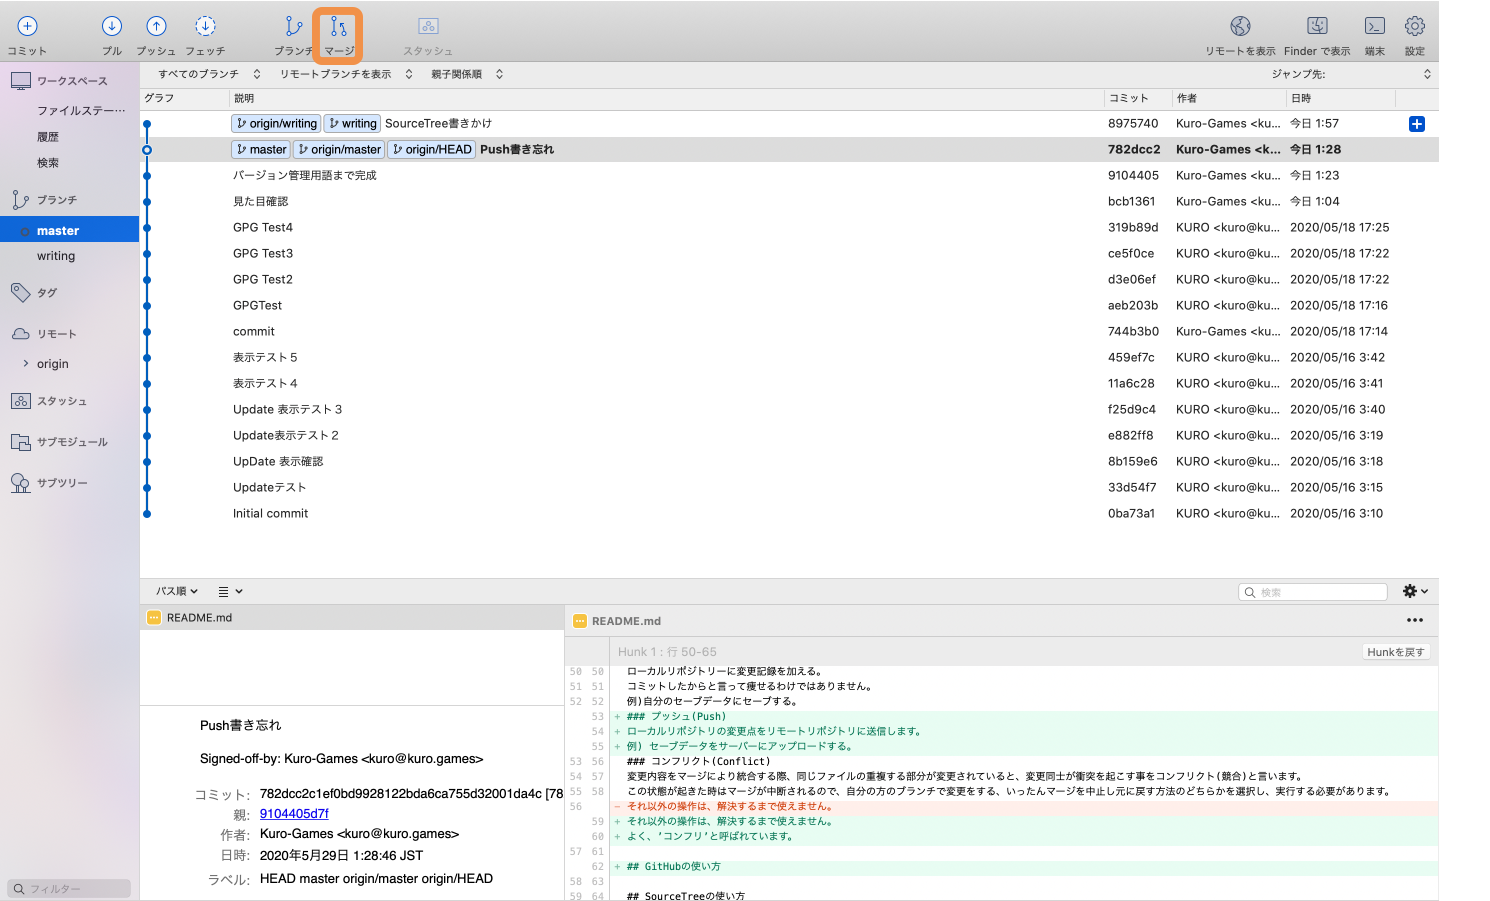 コミット プル プッシュ フェッチ ブランチ マージ スタッシュ リモートを表示 Finder で表示 端末 設定
ワークスペース
ファイルステー…
履歴
検索
ブランチ
master
writing
タグ
リモート
origin
スタッシュ
サブモジュール
サブツリー
フィルター
すべてのブランチ リモートブランチを表示 親子関係順 ジャンプ先:
グラフ 説明 コミット 作者 日時
origin/writing writing SourceTree書きかけ 8975740 Kuro-Games <ku... 今日 1:57
master origin/master origin/HEAD Push書き忘れ 782dcc2 Kuro-Games <k... 今日 1:28
バージョン管理用語まで完成 9104405 Kuro-Games <ku... 今日 1:23
見た目確認 bcb1361 Kuro-Games <ku... 今日 1:04
GPG Test4 319b89d KURO <kuro@ku... 2020/05/18 17:25
GPG Test3 ce5f0ce KURO <kuro@ku... 2020/05/18 17:22
GPG Test2 d3e06ef KURO <kuro@ku... 2020/05/18 17:22
GPGTest aeb203b KURO <kuro@ku... 2020/05/18 17:16
commit 744b3b0 Kuro-Games <ku... 2020/05/18 17:14
表示テスト５ 459ef7c KURO <kuro@ku... 2020/05/16 3:42
表示テスト４ 11a6c28 KURO <kuro@ku... 2020/05/16 3:41
Update 表示テスト３ f25d9c4 KURO <kuro@ku... 2020/05/16 3:40
Update表示テスト２ e882ff8 KURO <kuro@ku... 2020/05/16 3:19
UpDate 表示確認 8b159e6 KURO <kuro@ku... 2020/05/16 3:18
Updateテスト 33d54f7 KURO <kuro@ku... 2020/05/16 3:15
Initial commit 0ba73a1 KURO <kuro@ku... 2020/05/16 3:10
パス順 検索
README.md
Push書き忘れ
Signed-off-by: Kuro-Games <kuro@kuro.games>
コミット: 782dcc2c1ef0bd9928122bda6ca755d32001da4c [78
親: 9104405d7f
作者: Kuro-Games <kuro@kuro.games>
日時: 2020年5月29日 1:28:46 JST
ラベル: HEAD master origin/master origin/HEAD
README.md
Hunk 1 : 行 50-65 Hunkを戻す
50 50 ローカルリポジトリーに変更記録を加える。
51 51 コミットしたからと言って痩せるわけではありません。
52 52 例)自分のセーブデータにセーブする。
53 + ### プッシュ(Push)
54 + ローカルリポジトリの変更点をリモートリポジトリに送信します。
55 + 例) セーブデータをサーバーにアップロードする。
53 56 ### コンフリクト(Conflict)
54 57 変更内容をマージにより統合する際、同じファイルの重複する部分が変更されていると、変更同士が衝突を起こす事をコンフリクト(競合)と言います。
55 58 この状態が起きた時はマージが中断されるので、自分の方のブランチで変更をする、いったんマージを中止し元に戻す方法のどちらかを選択し、実行する必要があります。
56 - それ以外の操作は、解決するまで使えません。
59 + それ以外の操作は、解決するまで使えません。
60 + よく、'コンフリ'と呼ばれています。
57 61
62 + ## GitHubの使い方
58 63
59 64 ## SourceTreeの使い方